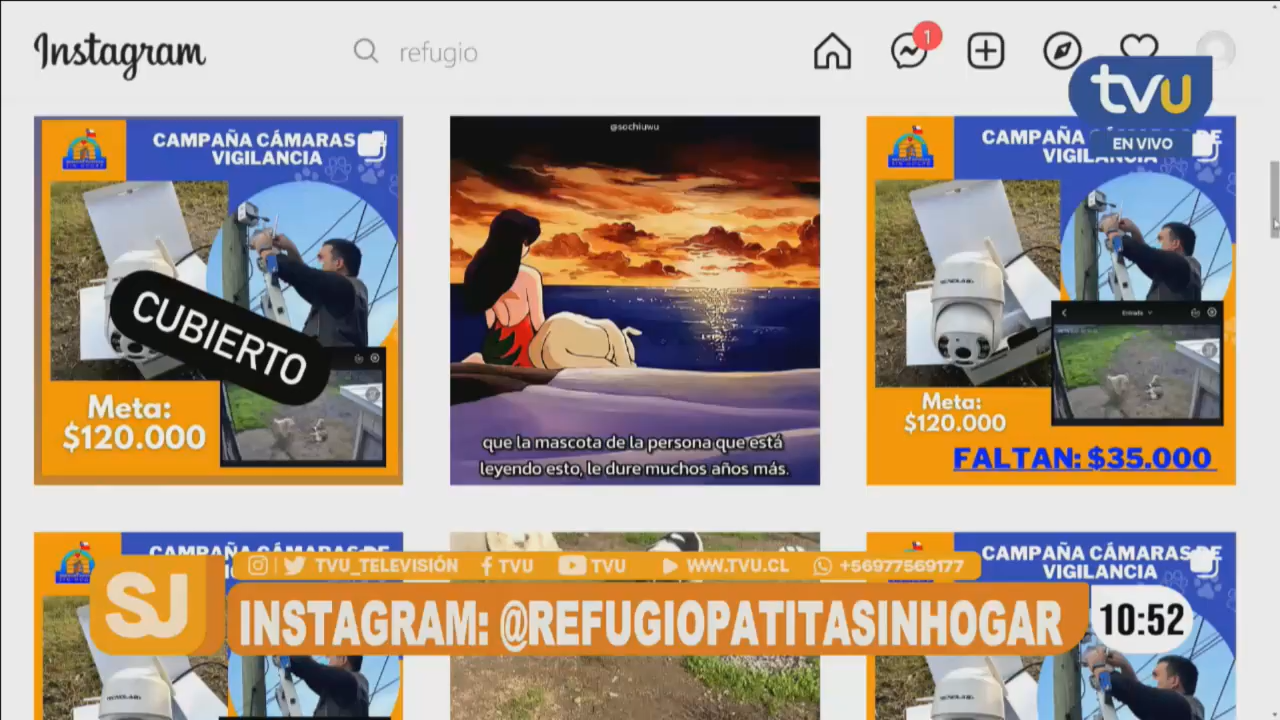 Instagram
refugio
1
tvu
EN VIVO
CAMPAÑA CÁMARAS
VIGILANCIA
CUBIERTO
Meta:
$120.000
@sochiuwu
que la mascota de la persona que está
leyendo esto, le dure muchos años más.
CAMPAÑA CÁMARAS DE
VIGILANCIA
Entrada
Meta:
$120.000
FALTAN: $35.000
CAMPAÑA CÁMARAS DE
CAMPAÑA CÁMARAS DE
VIGILANCIA
TVU_TELEVISIÓN TVU TVU WWW.TVU.CL +56977569177
SJ
INSTAGRAM: @REFUGIOPATITASINHOGAR
10:52